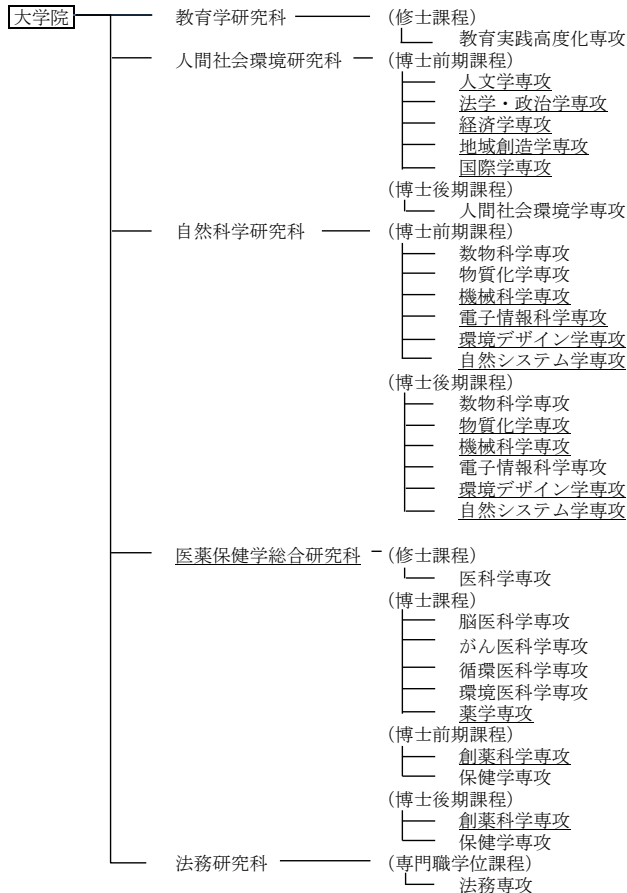 大学院 教育学研究科 (修士課程)
教育実践高度化専攻
人間社会環境研究科 (博士前期課程)
人文学専攻
法学・政治学専攻
経済学専攻
地域創造学専攻
国際学専攻
(博士後期課程)
人間社会環境学専攻
自然科学研究科 (博士前期課程)
数物科学専攻
物質化学専攻
機械科学専攻
電子情報科学専攻
環境デザイン学専攻
自然システム学専攻
(博士後期課程)
数物科学専攻
物質化学専攻
機械科学専攻
電子情報科学専攻
環境デザイン学専攻
自然システム学専攻
医薬保健学総合研究科 (修士課程)
医科学専攻
(博士課程)
脳医科学専攻
がん医科学専攻
循環医科学専攻
環境医科学専攻
薬学専攻
(博士前期課程)
創薬科学専攻
保健学専攻
(博士後期課程)
創薬科学専攻
保健学専攻
法務研究科 (専門職学位課程)
法務専攻